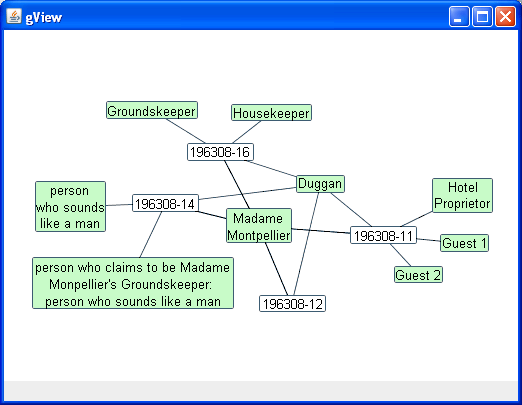 gView
Groundskeeper
Housekeeper
196308-16
Duggan
person
who sounds
like a man
196308-14
Hotel
Proprietor
Madame
Montpellier
196308-11
Guest 1
person who claims to be Madame
Monpellier's Groundskeeper:
person who sounds like a man
Guest 2
196308-12